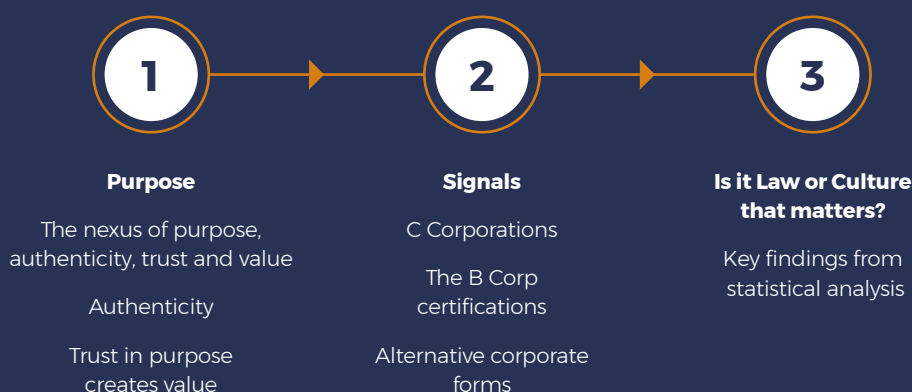 1
2
3
Purpose
The nexus of purpose,
authenticity, trust and value
Authenticity
Trust in purpose
creates value
Signals
C Corporations
The B Corp
certifications
Alternative corporate
forms
Is it Law or Culture
that matters?
Key findings from
statistical analysis